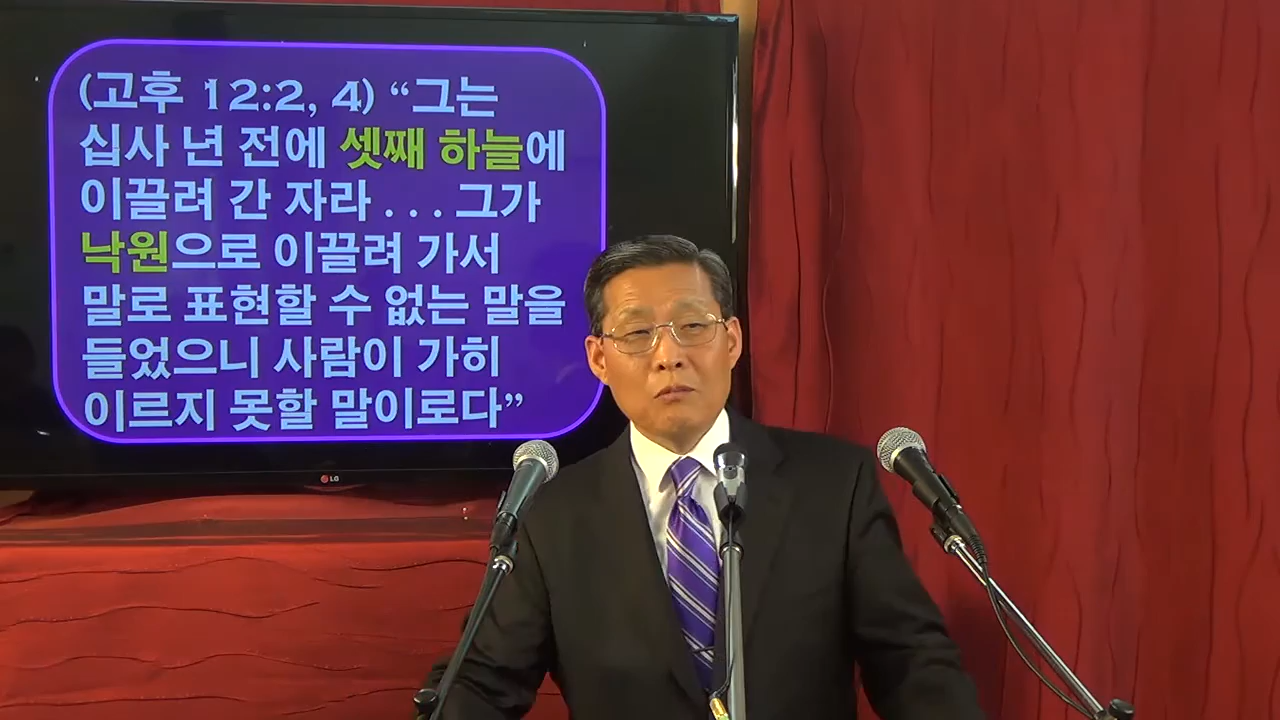 (고후 12:2, 4) “그는
십사 년 전에 셋째 하늘에
이끌려 간 자라 . . . 그가
낙원으로 이끌려 가서
말로 표현할 수 없는 말을
들었으니 사람이 가히
이르지 못할 말이로다”
LG